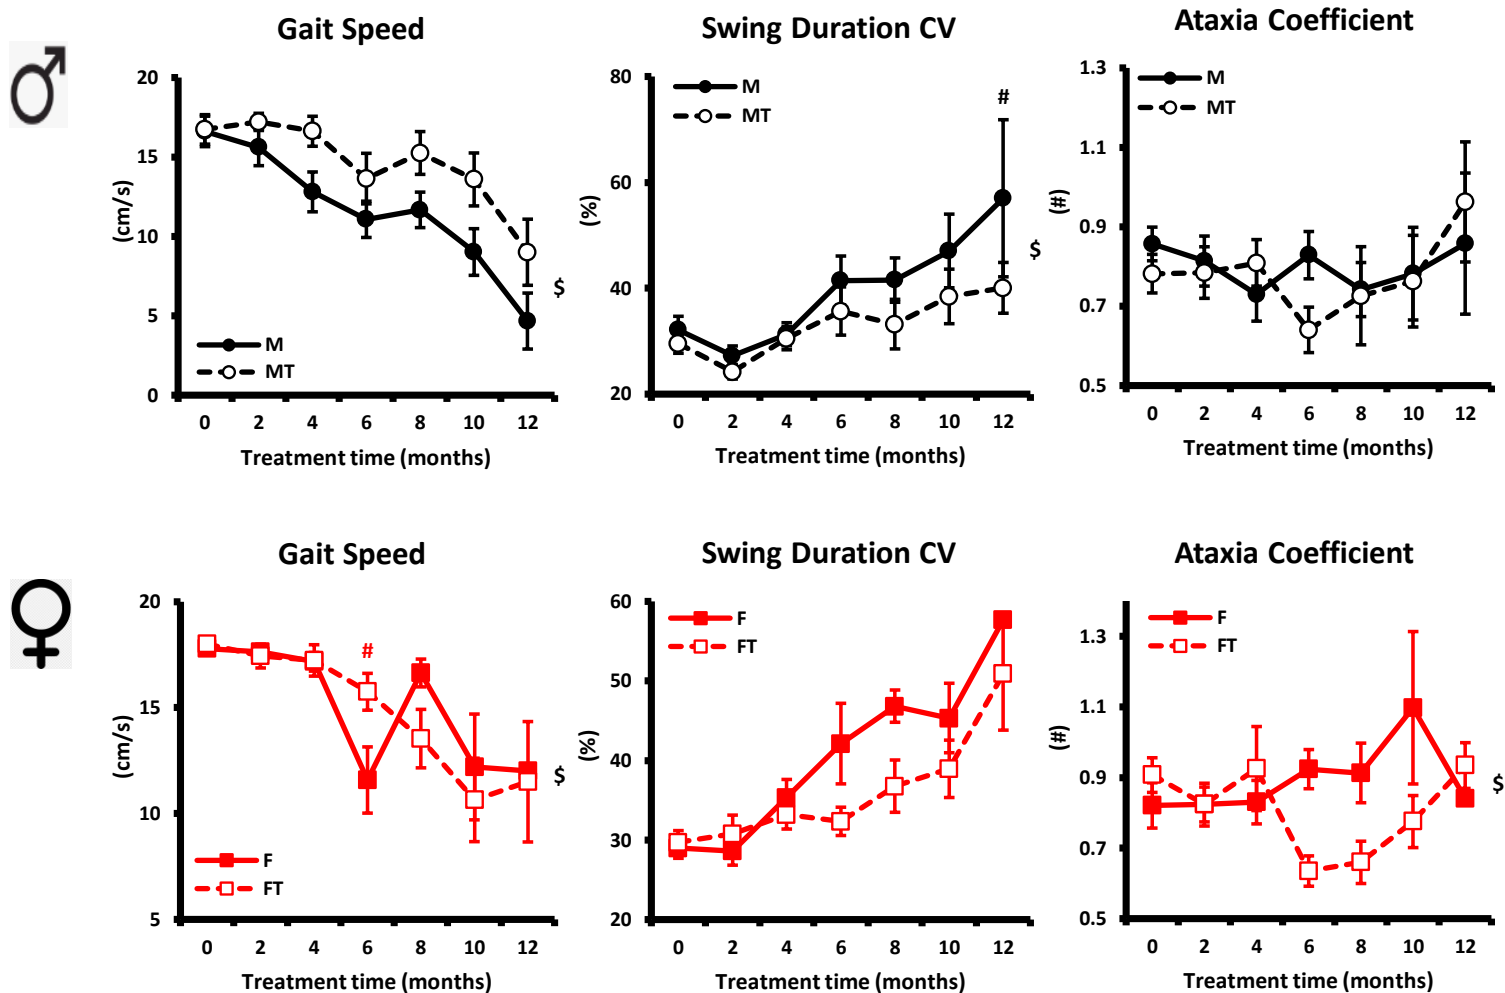 Gait Speed
20
15
10
5
0
(cm/s)
M
MT
$
0 2 4 6 8 10 12
Treatment time (months)
Swing Duration CV
80
60
40
20
(%)
M
MT
#
$
0 2 4 6 8 10 12
Treatment time (months)
Ataxia Coefficient
1.3
1.1
0.9
0.7
0.5
(#)
M
MT
0 2 4 6 8 10 12
Treatment time (months)
Gait Speed
20
15
10
5
(cm/s)
#
F
FT
$
0 2 4 6 8 10 12
Treatment time (months)
Swing Duration CV
60
50
40
30
20
(%)
F
FT
0 2 4 6 8 10 12
Treatment time (months)
Ataxia Coefficient
1.3
1.1
0.9
0.7
0.5
(#)
F
FT
$
0 2 4 6 8 10 12
Treatment time (months)